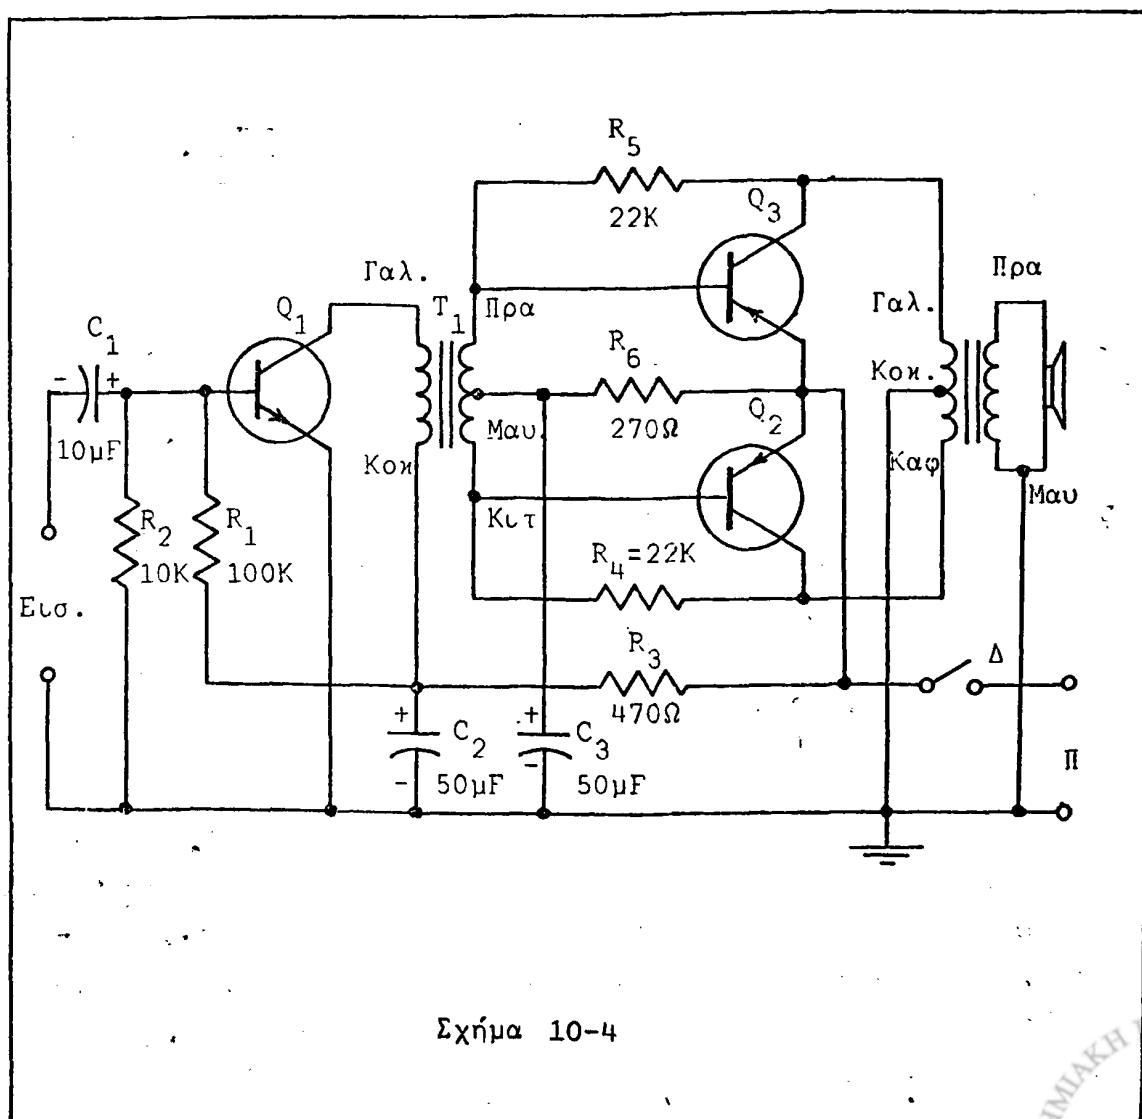 R5
22K
Q3
Γαλ.
T1
Πρα
Q1
C1
- +
10μF
R6
270Ω
Μαυ.
Κοκ
Q2
Κιτ
Γαλ.
Πρα
Κοκ.
Καφ
Μαυ
R2
10K
R1
100K
R4=22K
Εισ.
R3
470Ω
Δ
+
C2
-
50μF
+
C3
-
50μF
Π
Σχήμα 10-4